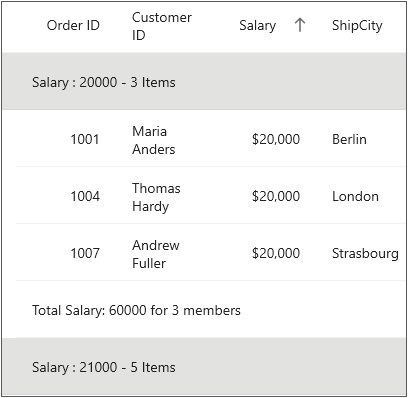 Order ID Customer ID Salary ↑ ShipCity
Salary : 20000 - 3 Items
1001 Maria Anders $20,000 Berlin
1004 Thomas Hardy $20,000 London
1007 Andrew Fuller $20,000 Strasbourg
Total Salary: 60000 for 3 members
Salary : 21000 - 5 Items